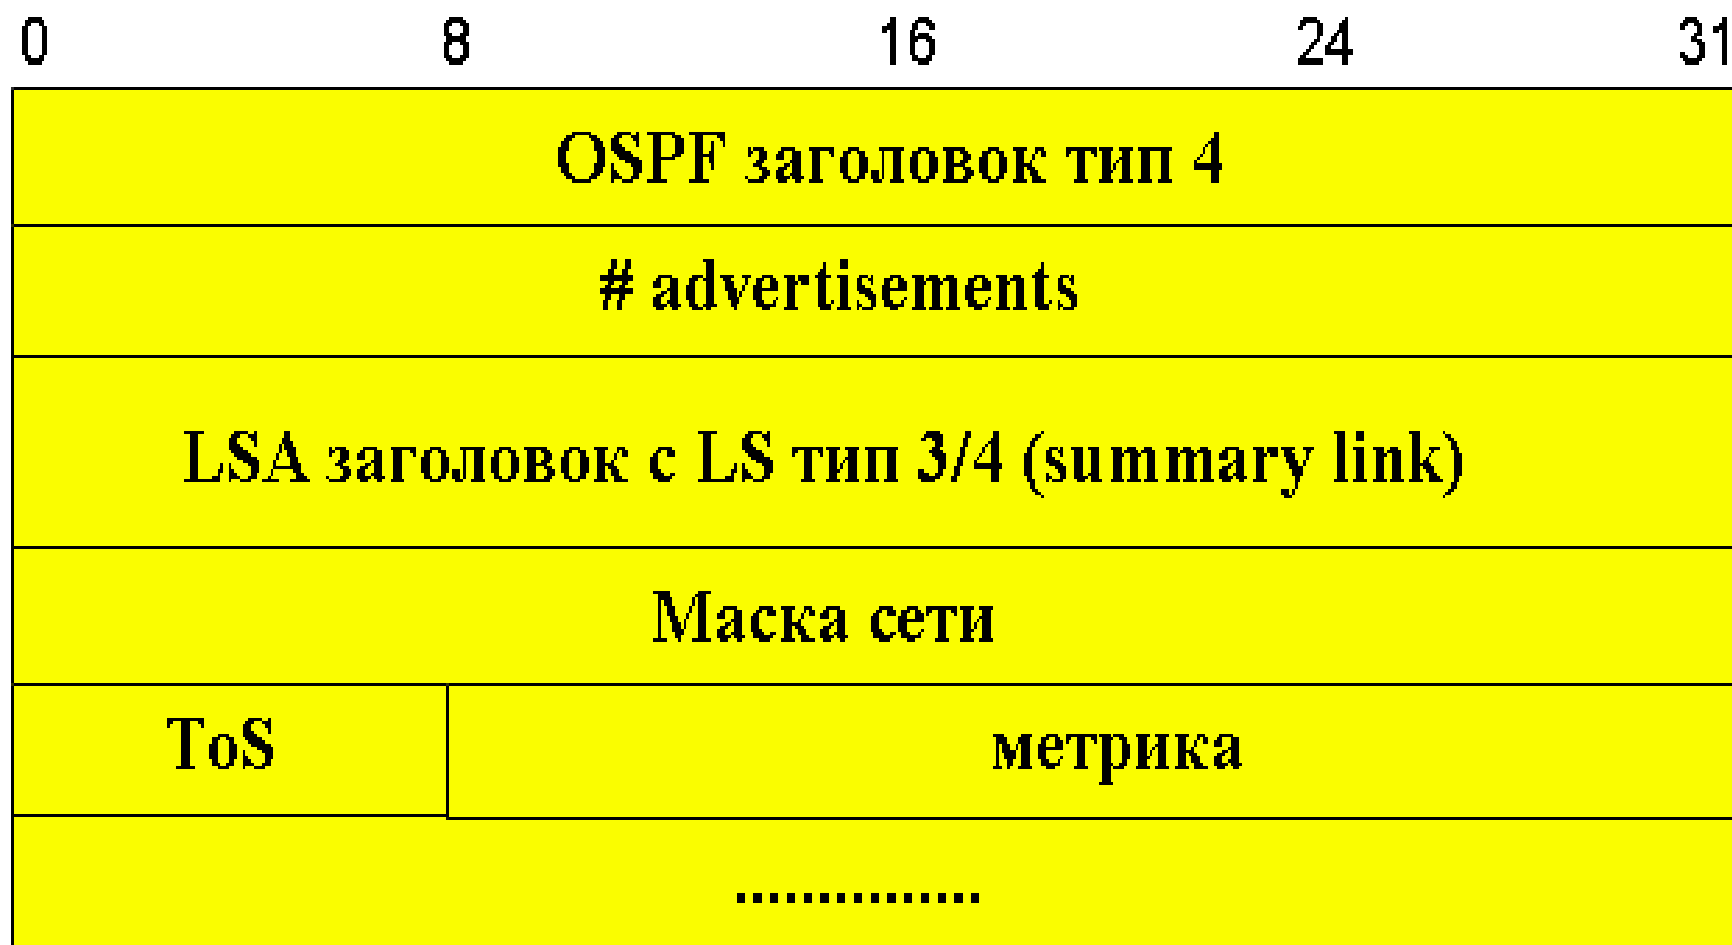 0 8 16 24 31
OSPF заголовок тип 4
# advertisements
LSA заголовок с LS тип 3/4 (summary link)
Маска сети
ToS метрика
...............